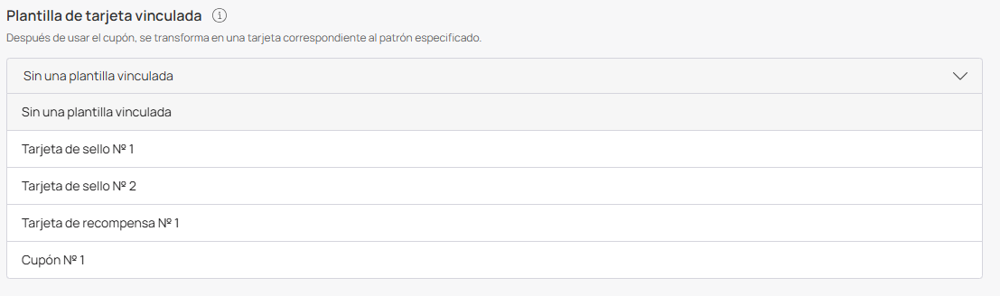 Plantilla de tarjeta vinculada
Después de usar el cupón, se transforma en una tarjeta correspondiente al patrón especificado.
Sin una plantilla vinculada
Sin una plantilla vinculada
Tarjeta de sello № 1
Tarjeta de sello № 2
Tarjeta de recompensa № 1
Cupón № 1